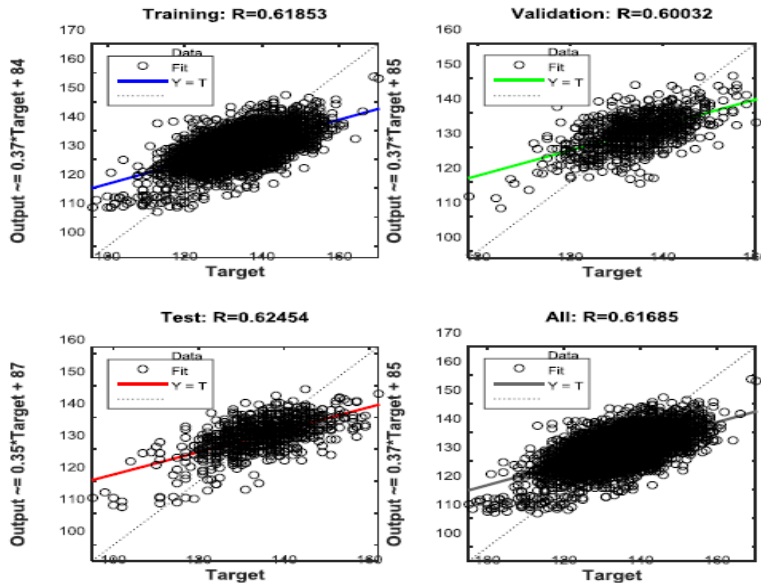 Training: R=0.61853
Output ~= 0.37*Target + 84
170
160
150
140
130
120
110
100
Data
Fit
Y = T
120
140
160
Target
Validation: R=0.60032
Output ~= 0.37*Target + 85
160
150
140
130
120
110
100
Data
Fit
Y = T
140
Target
Test: R=0.62454
Output ~= 0.35*Target + 87
160
150
140
130
120
110
100
Data
Fit
Y = T
140
Target
All: R=0.61685
Output ~= 0.37*Target + 85
170
160
150
140
130
120
110
100
Data
Fit
Y = T
120
140
160
Target